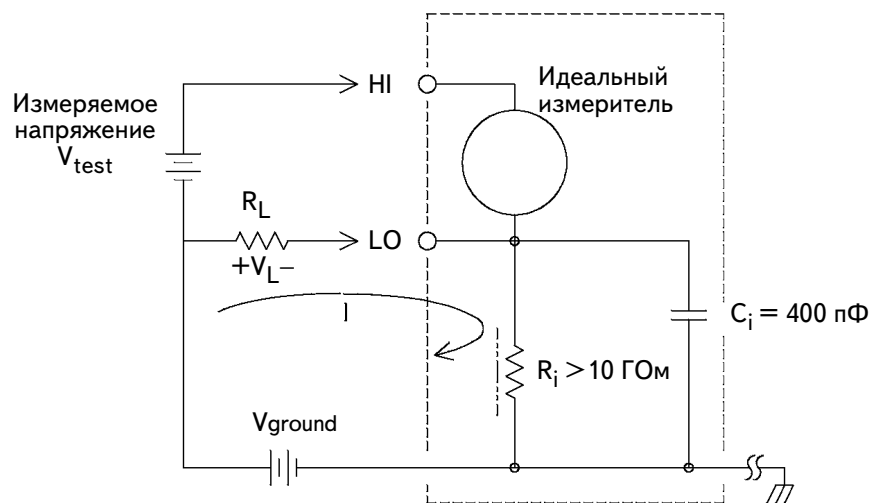 Измеряемое
напряжение
V_test
HI
Идеальный
измеритель
R_L
LO
+V_L−
I
C_i = 400 пФ
R_i >10 ГОм
Vground